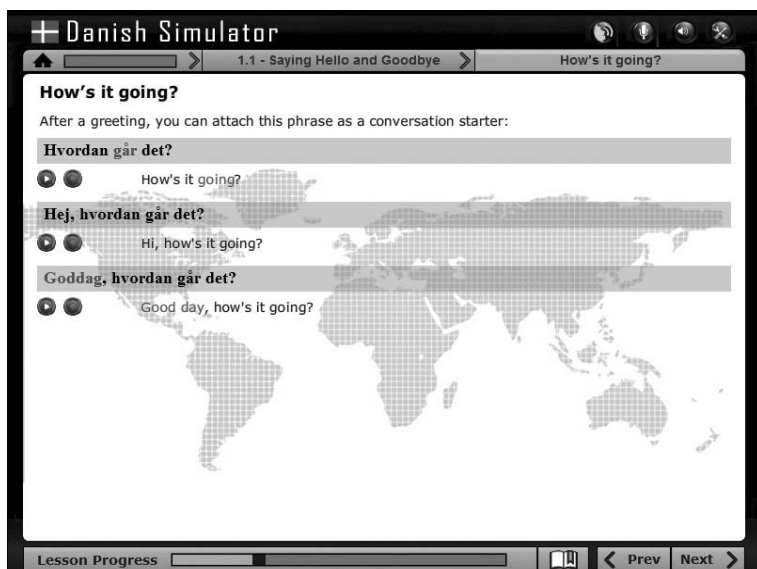 Danish Simulator
1.1 - Saying Hello and Goodbye
How's it going?
How's it going?
After a greeting, you can attach this phrase as a conversation starter:
Hvordan går det?
How's it going?
Hej, hvordan går det?
Hi, how's it going?
Goddag, hvordan går det?
Good day, how's it going?
Lesson Progress
Prev
Next